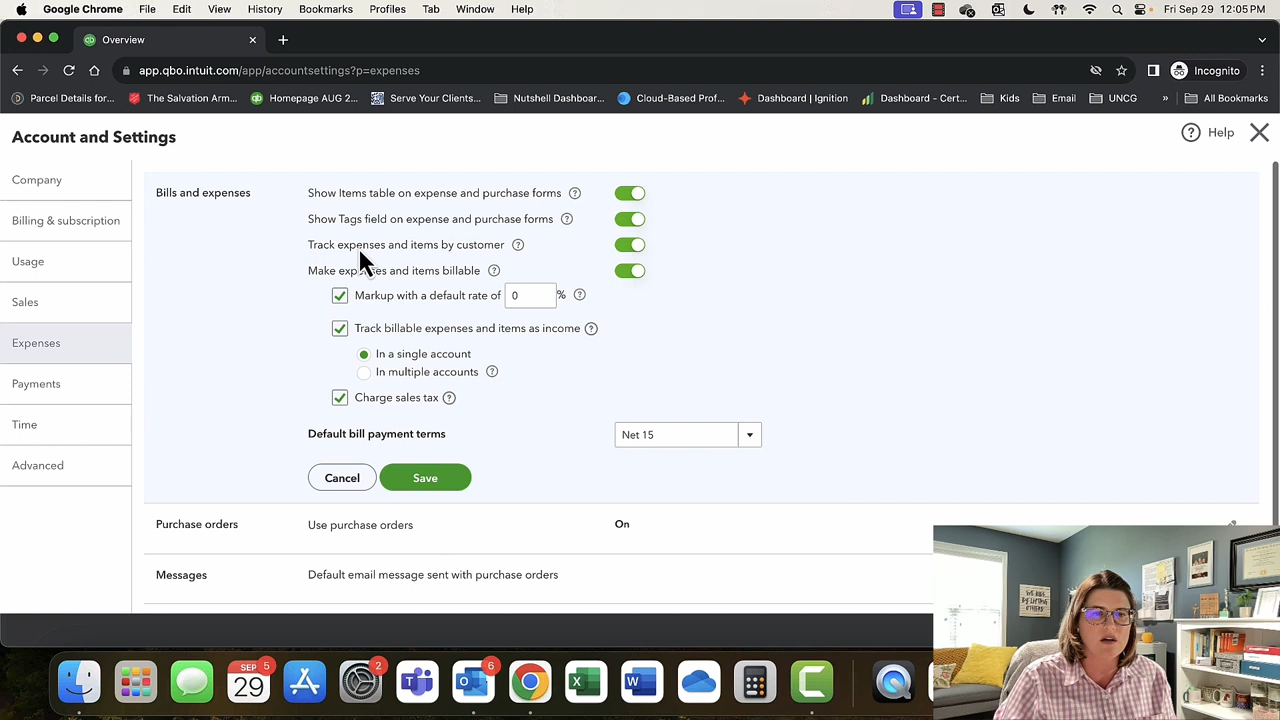 Google Chrome File Edit View History Bookmarks Profiles Tab Window Help Fri Sep 29 12:05 PM
Overview
app.qbo.intuit.com/app/accountsettings?p=expenses Incognito
Parcel Details for... The Salvation Arm... Homepage AUG 2... Serve Your Clients... Nutshell Dashboar... Cloud-Based Prof... Dashboard | Ignition Dashboard - Cert... Kids Email UNCG » All Bookmarks
Account and Settings
Help
Company
Billing & subscription
Usage
Sales
Expenses
Payments
Time
Advanced
Bills and expenses
Show Items table on expense and purchase forms
Show Tags field on expense and purchase forms
Track expenses and items by customer
Make expenses and items billable
Markup with a default rate of 0 %
Track billable expenses and items as income
In a single account
In multiple accounts
Charge sales tax
Default bill payment terms Net 15
Cancel Save
Purchase orders Use purchase orders On
Messages Default email message sent with purchase orders
SEP 5
29
2
6